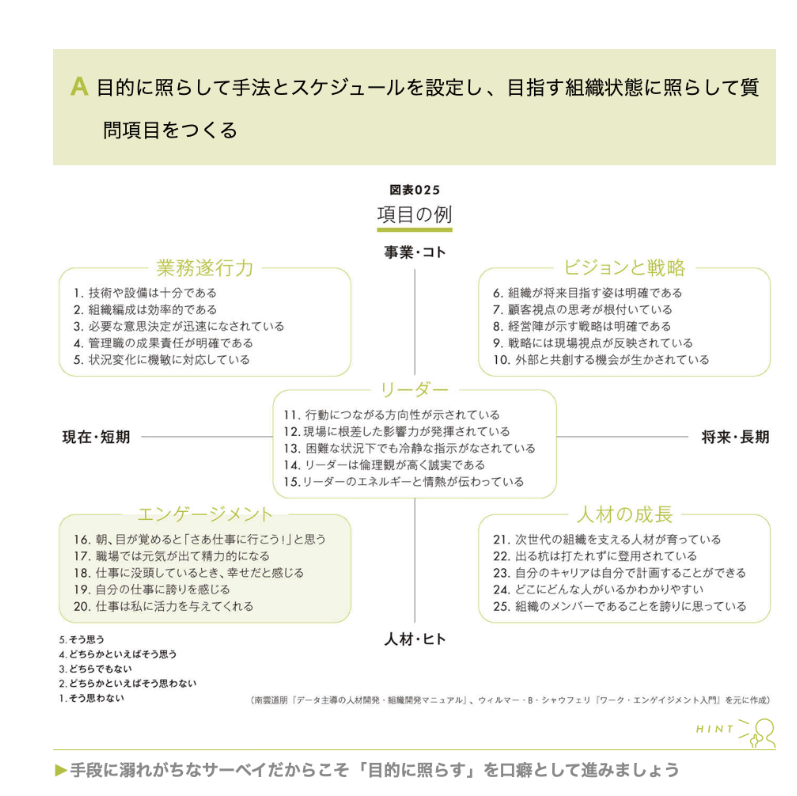 A 目的に照らして手法とスケジュールを設定し、目指す組織状態に照らして質
問項目をつくる
図表025
項目の例
事業・コト
業務遂行力
1. 技術や設備は十分である
2. 組織編成は効率的である
3. 必要な意思決定が迅速になされている
4. 管理職の成果責任が明確である
5. 状況変化に機敏に対応している
ビジョンと戦略
6. 組織が将来目指す姿は明確である
7. 顧客視点の思考が根付いている
8. 経営陣が示す戦略は明確である
9. 戦略には現場視点が反映されている
10. 外部と共創する機会が生かされている
現在・短期
リーダー
11. 行動につながる方向性が示されている
12. 現場に根差した影響力が発揮されている
13. 困難な状況下でも冷静な指示がなされている
14. リーダーは倫理観が高く誠実である
15. リーダーのエネルギーと情熱が伝わっている
将来・長期
エンゲージメント
16. 朝、目が覚めると「さあ仕事に行こう!」と思う
17. 職場では元気が出て精力的になる
18. 仕事に没頭しているとき、幸せだと感じる
19. 自分の仕事に誇りを感じる
20. 仕事は私に活力を与えてくれる
人材の成長
21. 次世代の組織を支える人材が育っている
22. 出る杭は打たれずに登用されている
23. 自分のキャリアは自分で計画することができる
24. どこにどんな人がいるかわかりやすい
25. 組織のメンバーであることを誇りに思っている
人材・ヒト
5. そう思う
4. どちらかといえばそう思う
3. どちらでもない
2. どちらかといえばそう思わない
1. そう思わない
(南雲道朋『データ主導の人材開発・組織開発マニュアル』、ウィルマー・B・シャウフェリ『ワーク・エンゲイジメント入門』を元に作成)
HINT
▶手段に溺れがちなサーベイだからこそ「目的に照らす」を口癖として進みましょう